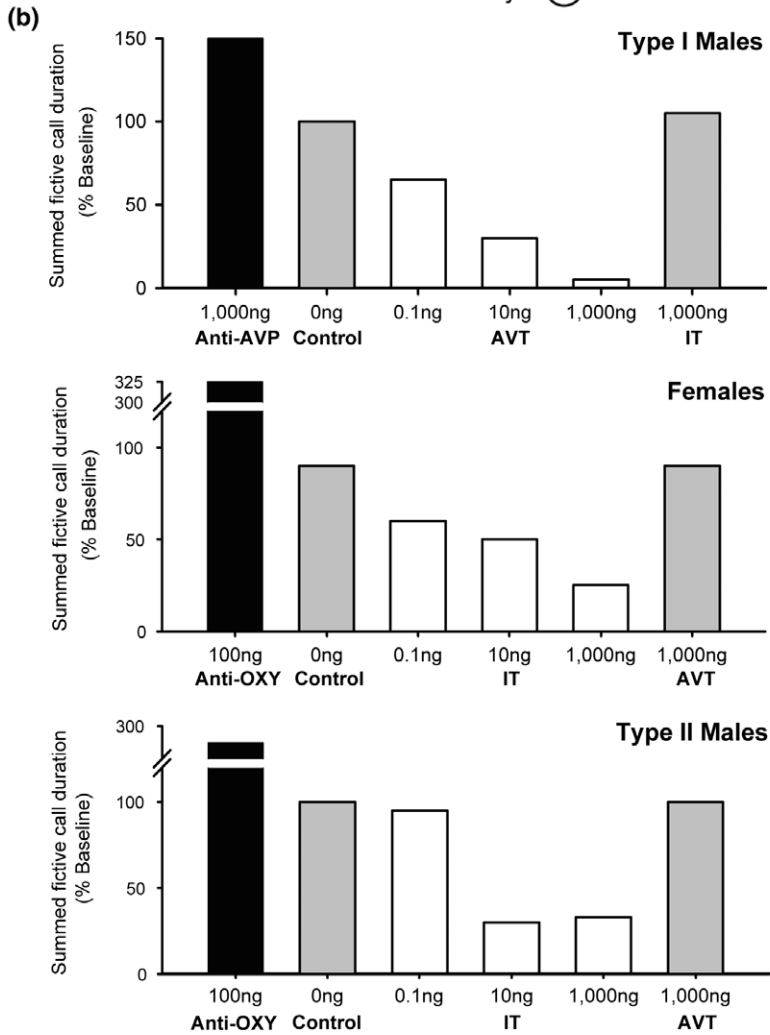 y
(b)
Type I Males
Summed fictive call duration
(% Baseline)
150
100
50
0
1,000ng 0ng 0.1ng 10ng 1,000ng 1,000ng
Anti-AVP Control AVT IT
Females
Summed fictive call duration
(% Baseline)
325
300
100
50
0
100ng 0ng 0.1ng 10ng 1,000ng 1,000ng
Anti-OXY Control IT AVT
Type II Males
Summed fictive call duration
(% Baseline)
300
100
50
0
100ng 0ng 0.1ng 10ng 1,000ng 1,000ng
Anti-OXY Control IT AVT